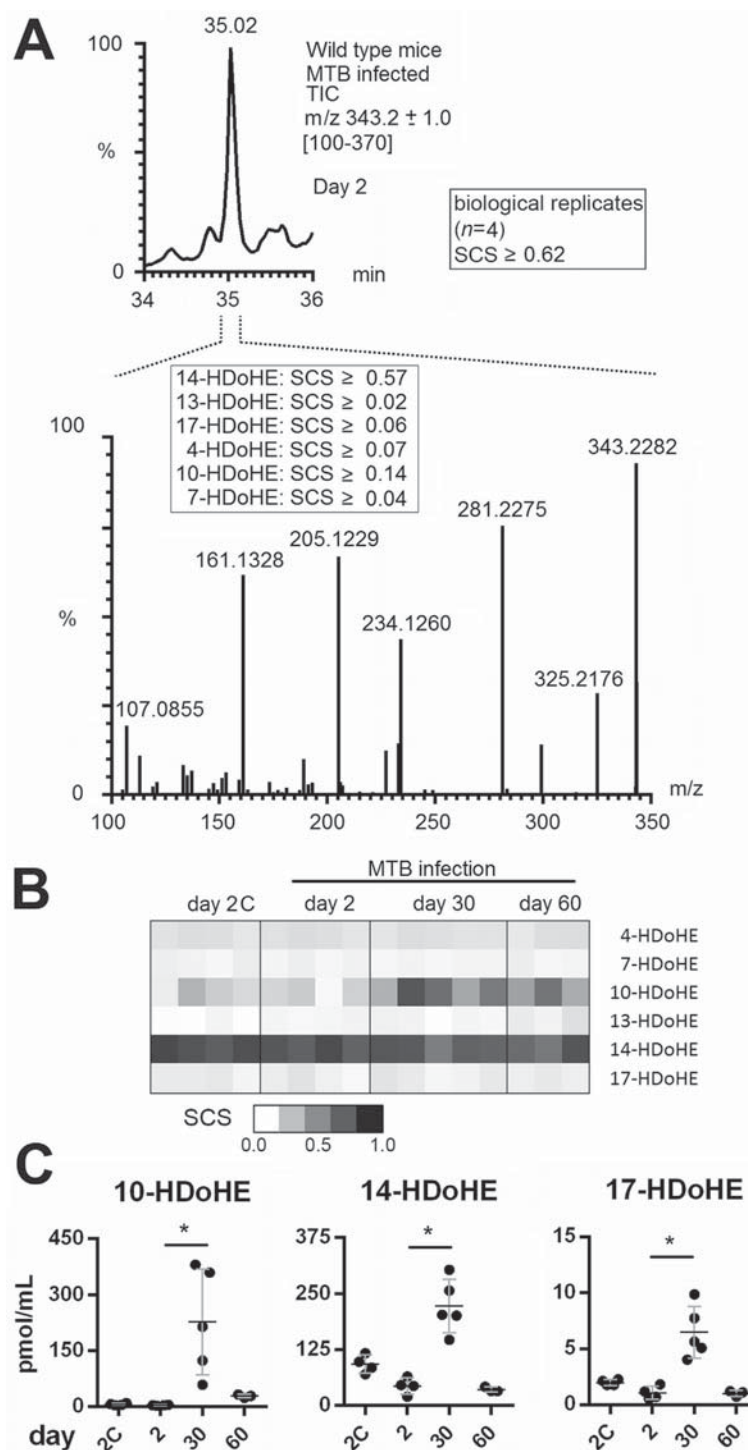 A
35.02
100
%
0
34
35
36
min
Wild type mice
MTB infected
TIC
m/z 343.2 ± 1.0
[100-370]
Day 2
biological replicates
(n=4)
SCS ≥ 0.62
14-HDoHE: SCS ≥ 0.57
13-HDoHE: SCS ≥ 0.02
17-HDoHE: SCS ≥ 0.06
4-HDoHE: SCS ≥ 0.07
10-HDoHE: SCS ≥ 0.14
7-HDoHE: SCS ≥ 0.04
100
%
0
343.2282
281.2275
205.1229
161.1328
234.1260
325.2176
107.0855
m/z
100
150
200
250
300
350
B
MTB infection
day 2C
day 2
day 30
day 60
4-HDoHE
7-HDoHE
10-HDoHE
13-HDoHE
14-HDoHE
17-HDoHE
SCS
0.0
0.5
1.0
C
10-HDoHE
14-HDoHE
17-HDoHE
pmol/mL
450
300
150
0
*
375
250
125
0
*
15
10
5
0
*
day
2C
2
30
60
2C
2
30
60
2C
2
30
60